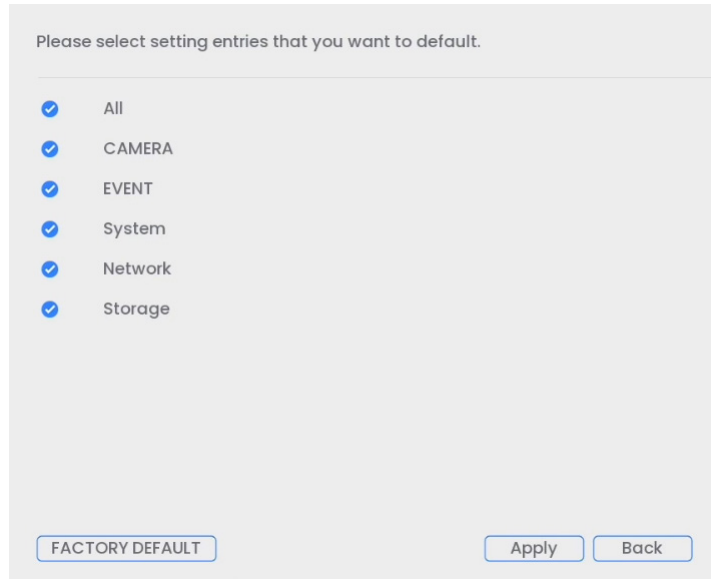 Please select setting entries that you want to default.
All
CAMERA
EVENT
System
Network
Storage
FACTORY DEFAULT
Apply
Back